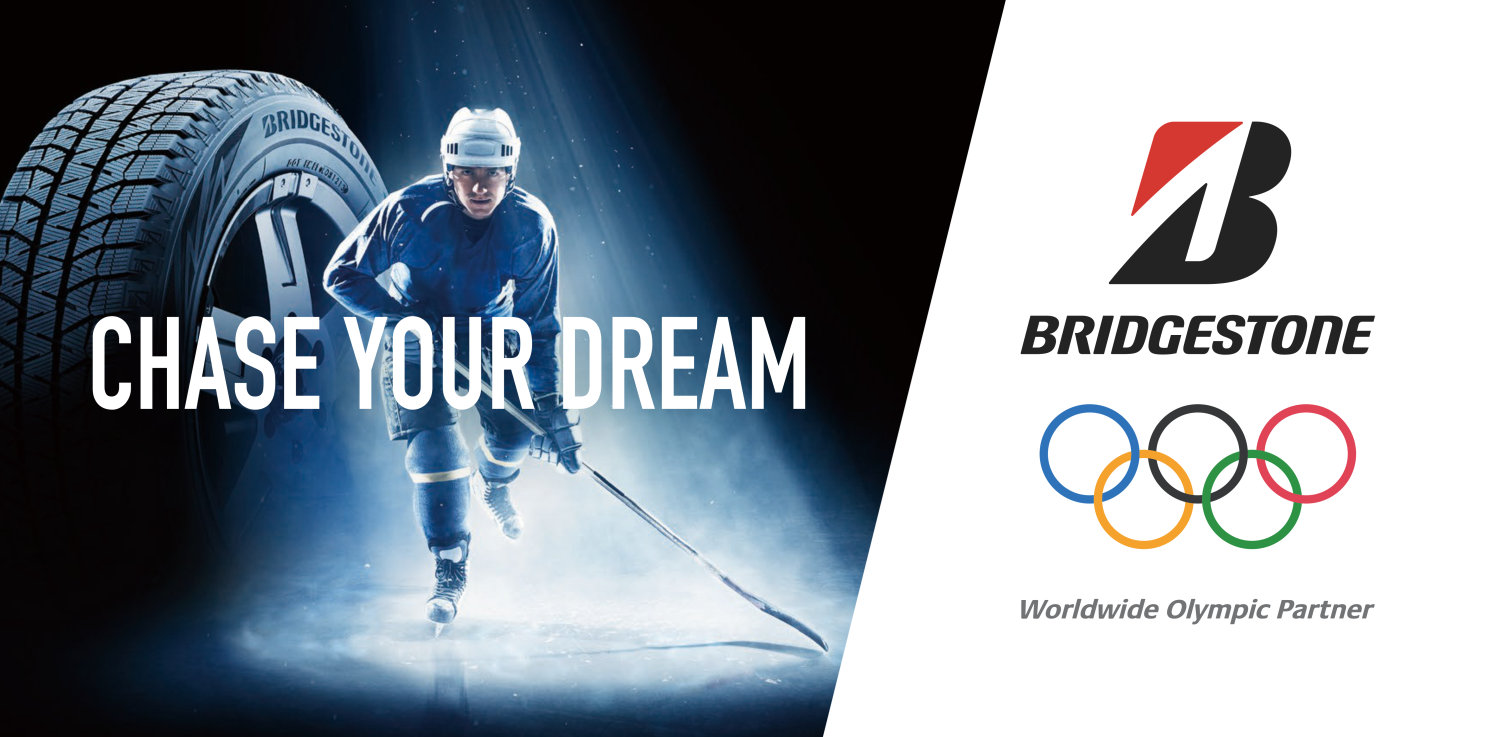 BRIDGESTONE
CHASE YOUR DREAM
BRIDGESTONE
Worldwide Olympic Partner